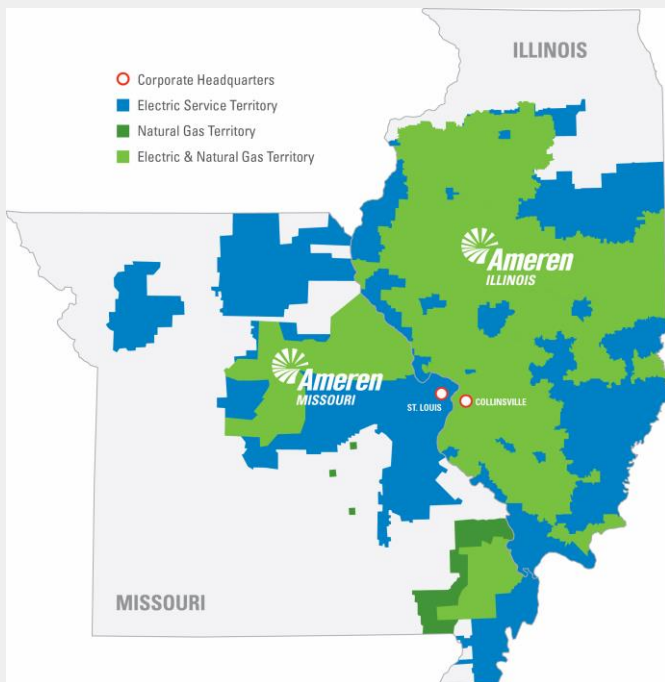 ILLINOIS
Corporate Headquarters
Electric Service Territory
Natural Gas Territory
Electric & Natural Gas Territory
Ameren
ILLINOIS
Ameren
MISSOURI
ST. LOUIS
COLLINSVILLE
MISSOURI